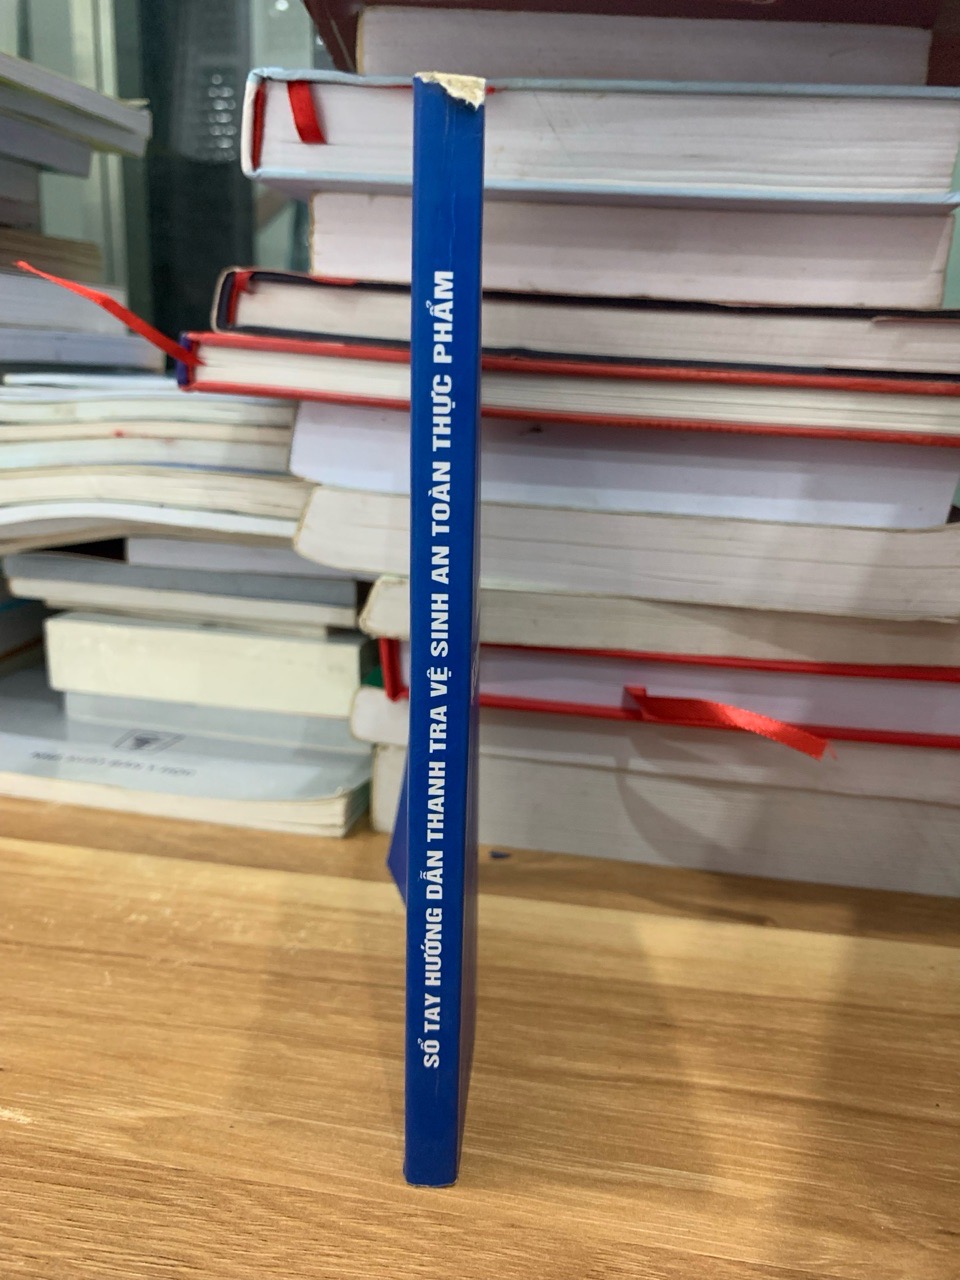 SỔ TAY HƯỚNG DẪN THANH TRA VỆ SINH AN TOÀN THỰC PHẨM